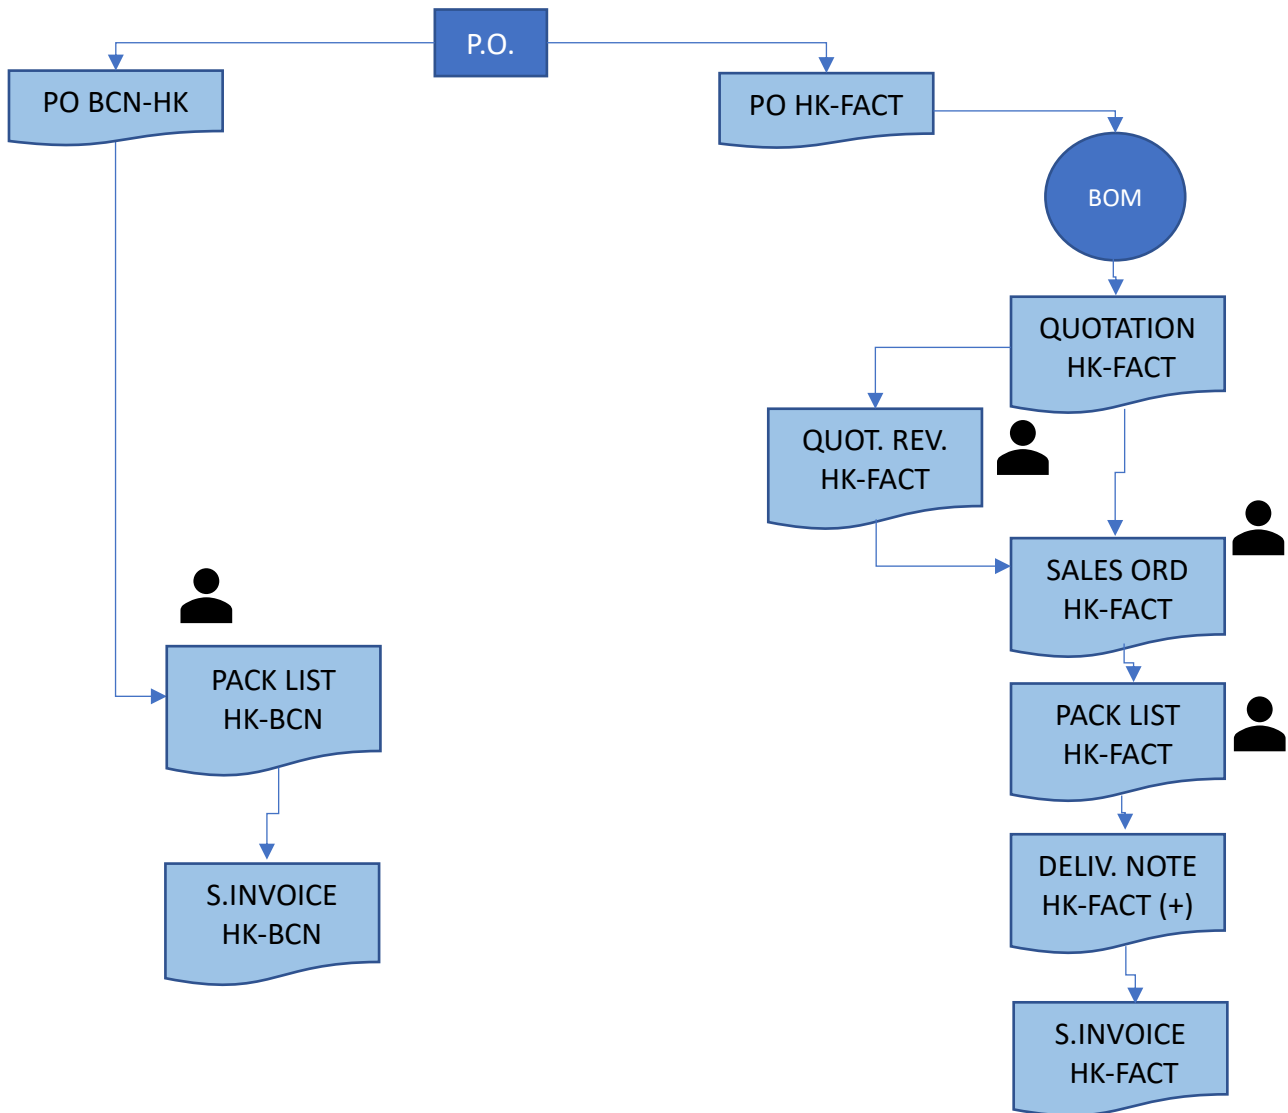 P.O.
PO BCN-HK
PO HK-FACT
BOM
QUOTATION
HK-FACT
QUOT. REV.
HK-FACT
SALES ORD
HK-FACT
PACK LIST
HK-BCN
PACK LIST
HK-FACT
S.INVOICE
HK-BCN
DELIV. NOTE
HK-FACT (+)
S.INVOICE
HK-FACT